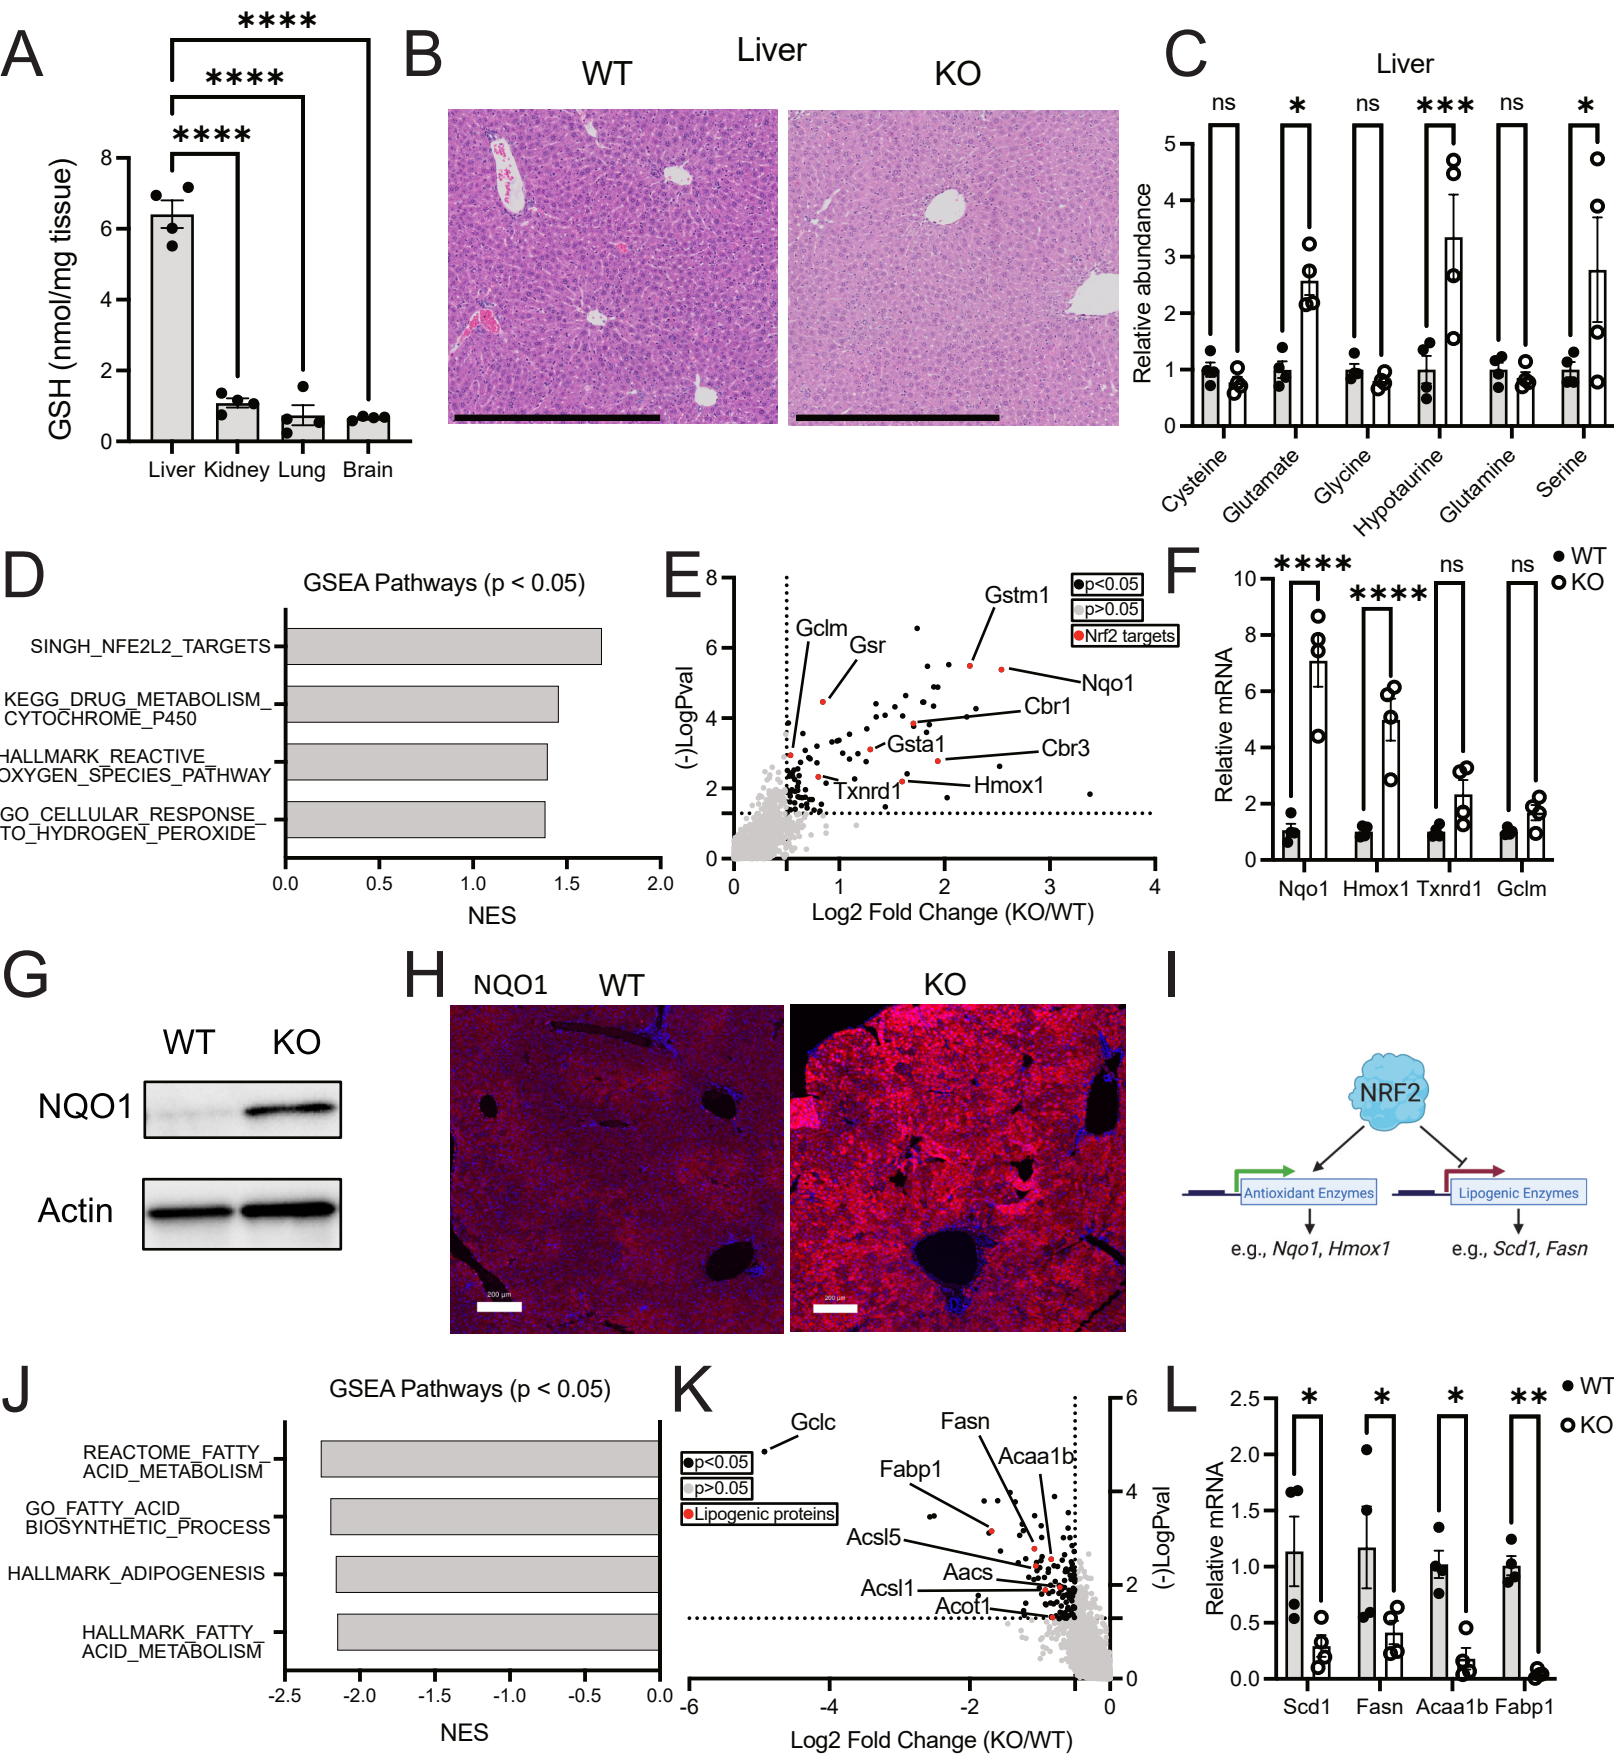 A
****
****
****
GSH (nmol/mg tissue)
8
6
4
2
0
Liver Kidney Lung Brain
B
Liver
WT KO
C
Liver
ns * ns *** ns *
Relative abundance
5
4
3
2
1
0
Cysteine
Glutamate
Glycine
Hypotaurine
Glutamine
Serine
D
GSEA Pathways (p < 0.05)
SINGH_NFE2L2_TARGETS
KEGG_DRUG_METABOLISM_
CYTOCHROME_P450
HALLMARK_REACTIVE_
OXYGEN_SPECIES_PATHWAY
GO_CELLULAR_RESPONSE_
TO_HYDROGEN_PEROXIDE
0.0 0.5 1.0 1.5 2.0
NES
E
(-)LogPval
8
6
4
2
0
p<0.05
p>0.05
Nrf2 targets
Gstm1
Gclm
Gsr
Nqo1
Cbr1
Gsta1
Cbr3
Txnrd1
Hmox1
0 1 2 3 4
Log2 Fold Change (KO/WT)
F
WT
KO
**** **** ns ns
Relative mRNA
10
8
6
4
2
0
Nqo1 Hmox1 Txnrd1 Gclm
G
WT KO
NQO1
Actin
H
NQO1 WT KO
200 µm
200 µm
I
NRF2
Antioxidant Enzymes
Lipogenic Enzymes
e.g., Nqo1, Hmox1
e.g., Scd1, Fasn
J
GSEA Pathways (p < 0.05)
REACTOME_FATTY_
ACID_METABOLISM
GO_FATTY_ACID_
BIOSYNTHETIC_PROCESS
HALLMARK_ADIPOGENESIS
HALLMARK_FATTY_
ACID_METABOLISM
-2.5 -2.0 -1.5 -1.0 -0.5 0.0
NES
K
Gclc
p<0.05
p>0.05
Lipogenic proteins
Fasn
Acaa1b
Fabp1
Acsl5
Aacs
Acsl1
Acot1
6
4
2
0
(-)LogPval
-6 -4 -2 0
Log2 Fold Change (KO/WT)
L
WT
KO
* * * **
Relative mRNA
2.5
2.0
1.5
1.0
0.5
0.0
Scd1 Fasn Acaa1b Fabp1